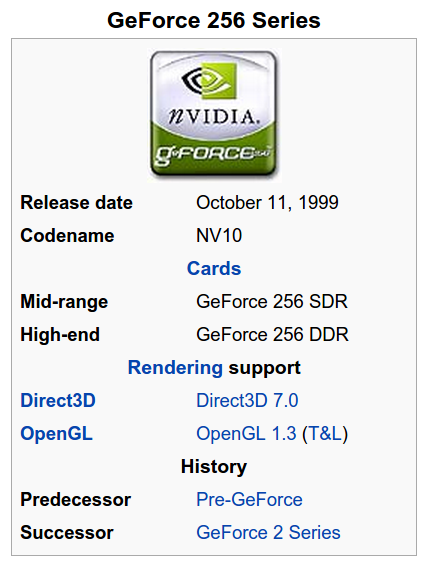 GeForce 256 Series
nVIDIA.
GeFORCE256
Release date October 11, 1999
Codename NV10
Cards
Mid-range GeForce 256 SDR
High-end GeForce 256 DDR
Rendering support
Direct3D Direct3D 7.0
OpenGL OpenGL 1.3 (T&L)
History
Predecessor Pre-GeForce
Successor GeForce 2 Series